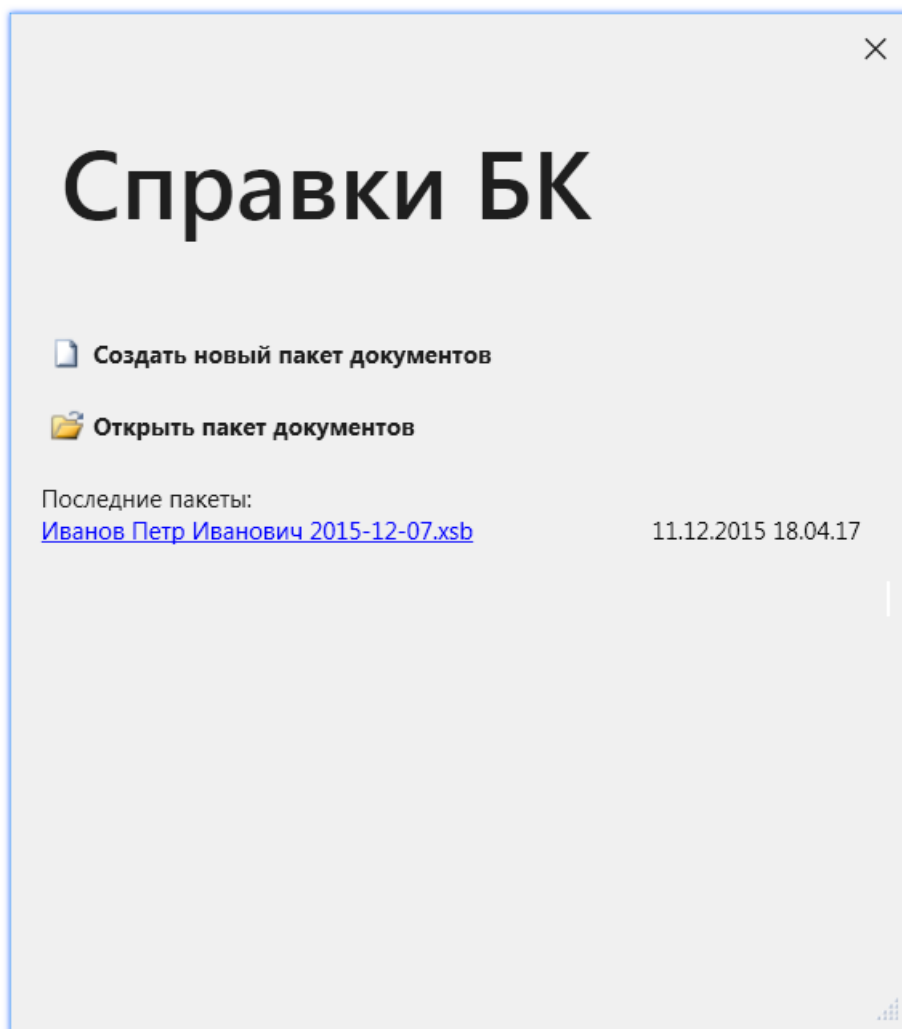 Справки БК
Создать новый пакет документов
Открыть пакет документов
Последние пакеты:
Иванов Петр Иванович 2015-12-07.xsb 11.12.2015 18.04.17